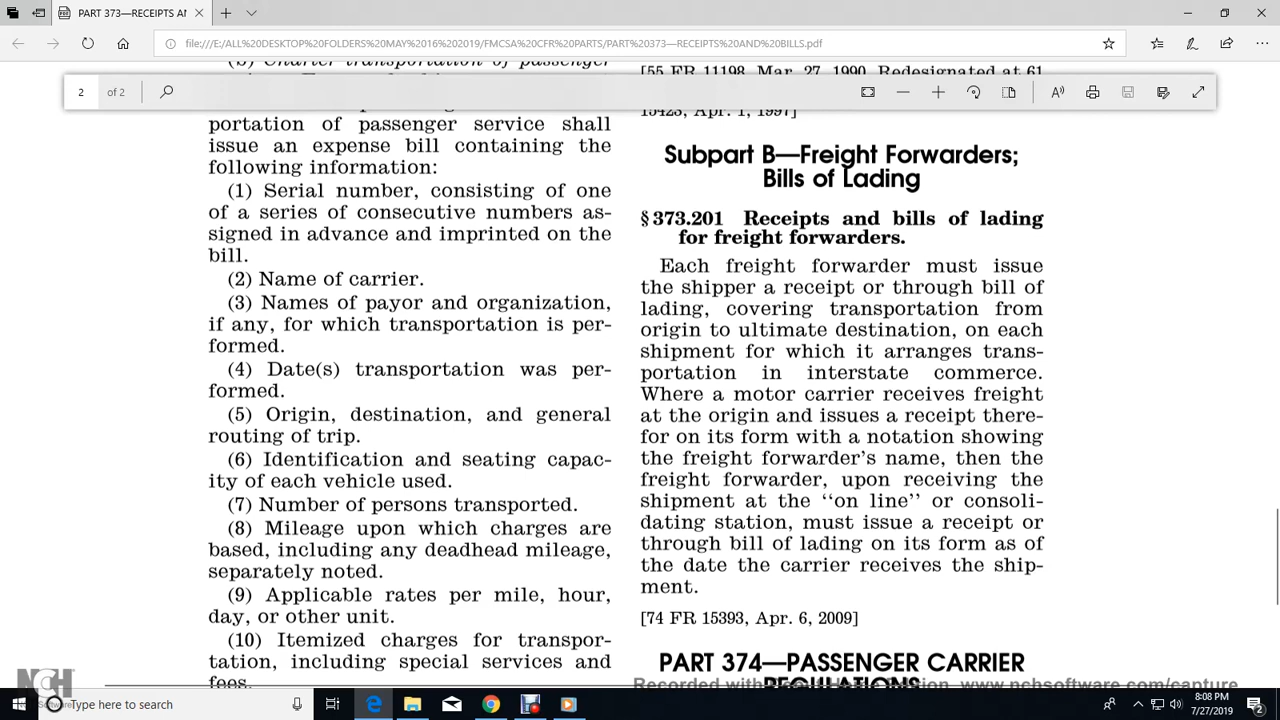 PART 373—RECEIPTS AN
file:///E:/ALL%20DESKTOP%20FOLDERS%20MAY%2016%202019/FMCSA%20CFR%20PARTS/PART%20373—RECEIPTS%20AND%20BILLS.pdf
2 of 2
portation of passenger service shall
issue an expense bill containing the
following information:
(1) Serial number, consisting of one
of a series of consecutive numbers as-
signed in advance and imprinted on the
bill.
(2) Name of carrier.
(3) Names of payor and organization,
if any, for which transportation is per-
formed.
(4) Date(s) transportation was per-
formed.
(5) Origin, destination, and general
routing of trip.
(6) Identification and seating capac-
ity of each vehicle used.
(7) Number of persons transported.
(8) Mileage upon which charges are
based, including any deadhead mileage,
separately noted.
(9) Applicable rates per mile, hour,
day, or other unit.
(10) Itemized charges for transpor-
tation, including special services and
fees.
[55 FR 11198, Mar. 27, 1990. Redesignated at 61
15423, Apr. 1, 1997]
Subpart B—Freight Forwarders;
Bills of Lading
§ 373.201 Receipts and bills of lading
for freight forwarders.
Each freight forwarder must issue
the shipper a receipt or through bill of
lading, covering transportation from
origin to ultimate destination, on each
shipment for which it arranges trans-
portation in interstate commerce.
Where a motor carrier receives freight
at the origin and issues a receipt there-
for on its form with a notation showing
the freight forwarder's name, then the
freight forwarder, upon receiving the
shipment at the ‘‘on line’’ or consoli-
dating station, must issue a receipt or
through bill of lading on its form as of
the date the carrier receives the ship-
ment.
[74 FR 15393, Apr. 6, 2009]
PART 374—PASSENGER CARRIER
REGULATIONS
Recorded with www.nchsoftware.com/capture
NCH
Type here to search
8:08 PM
7/27/2019
2